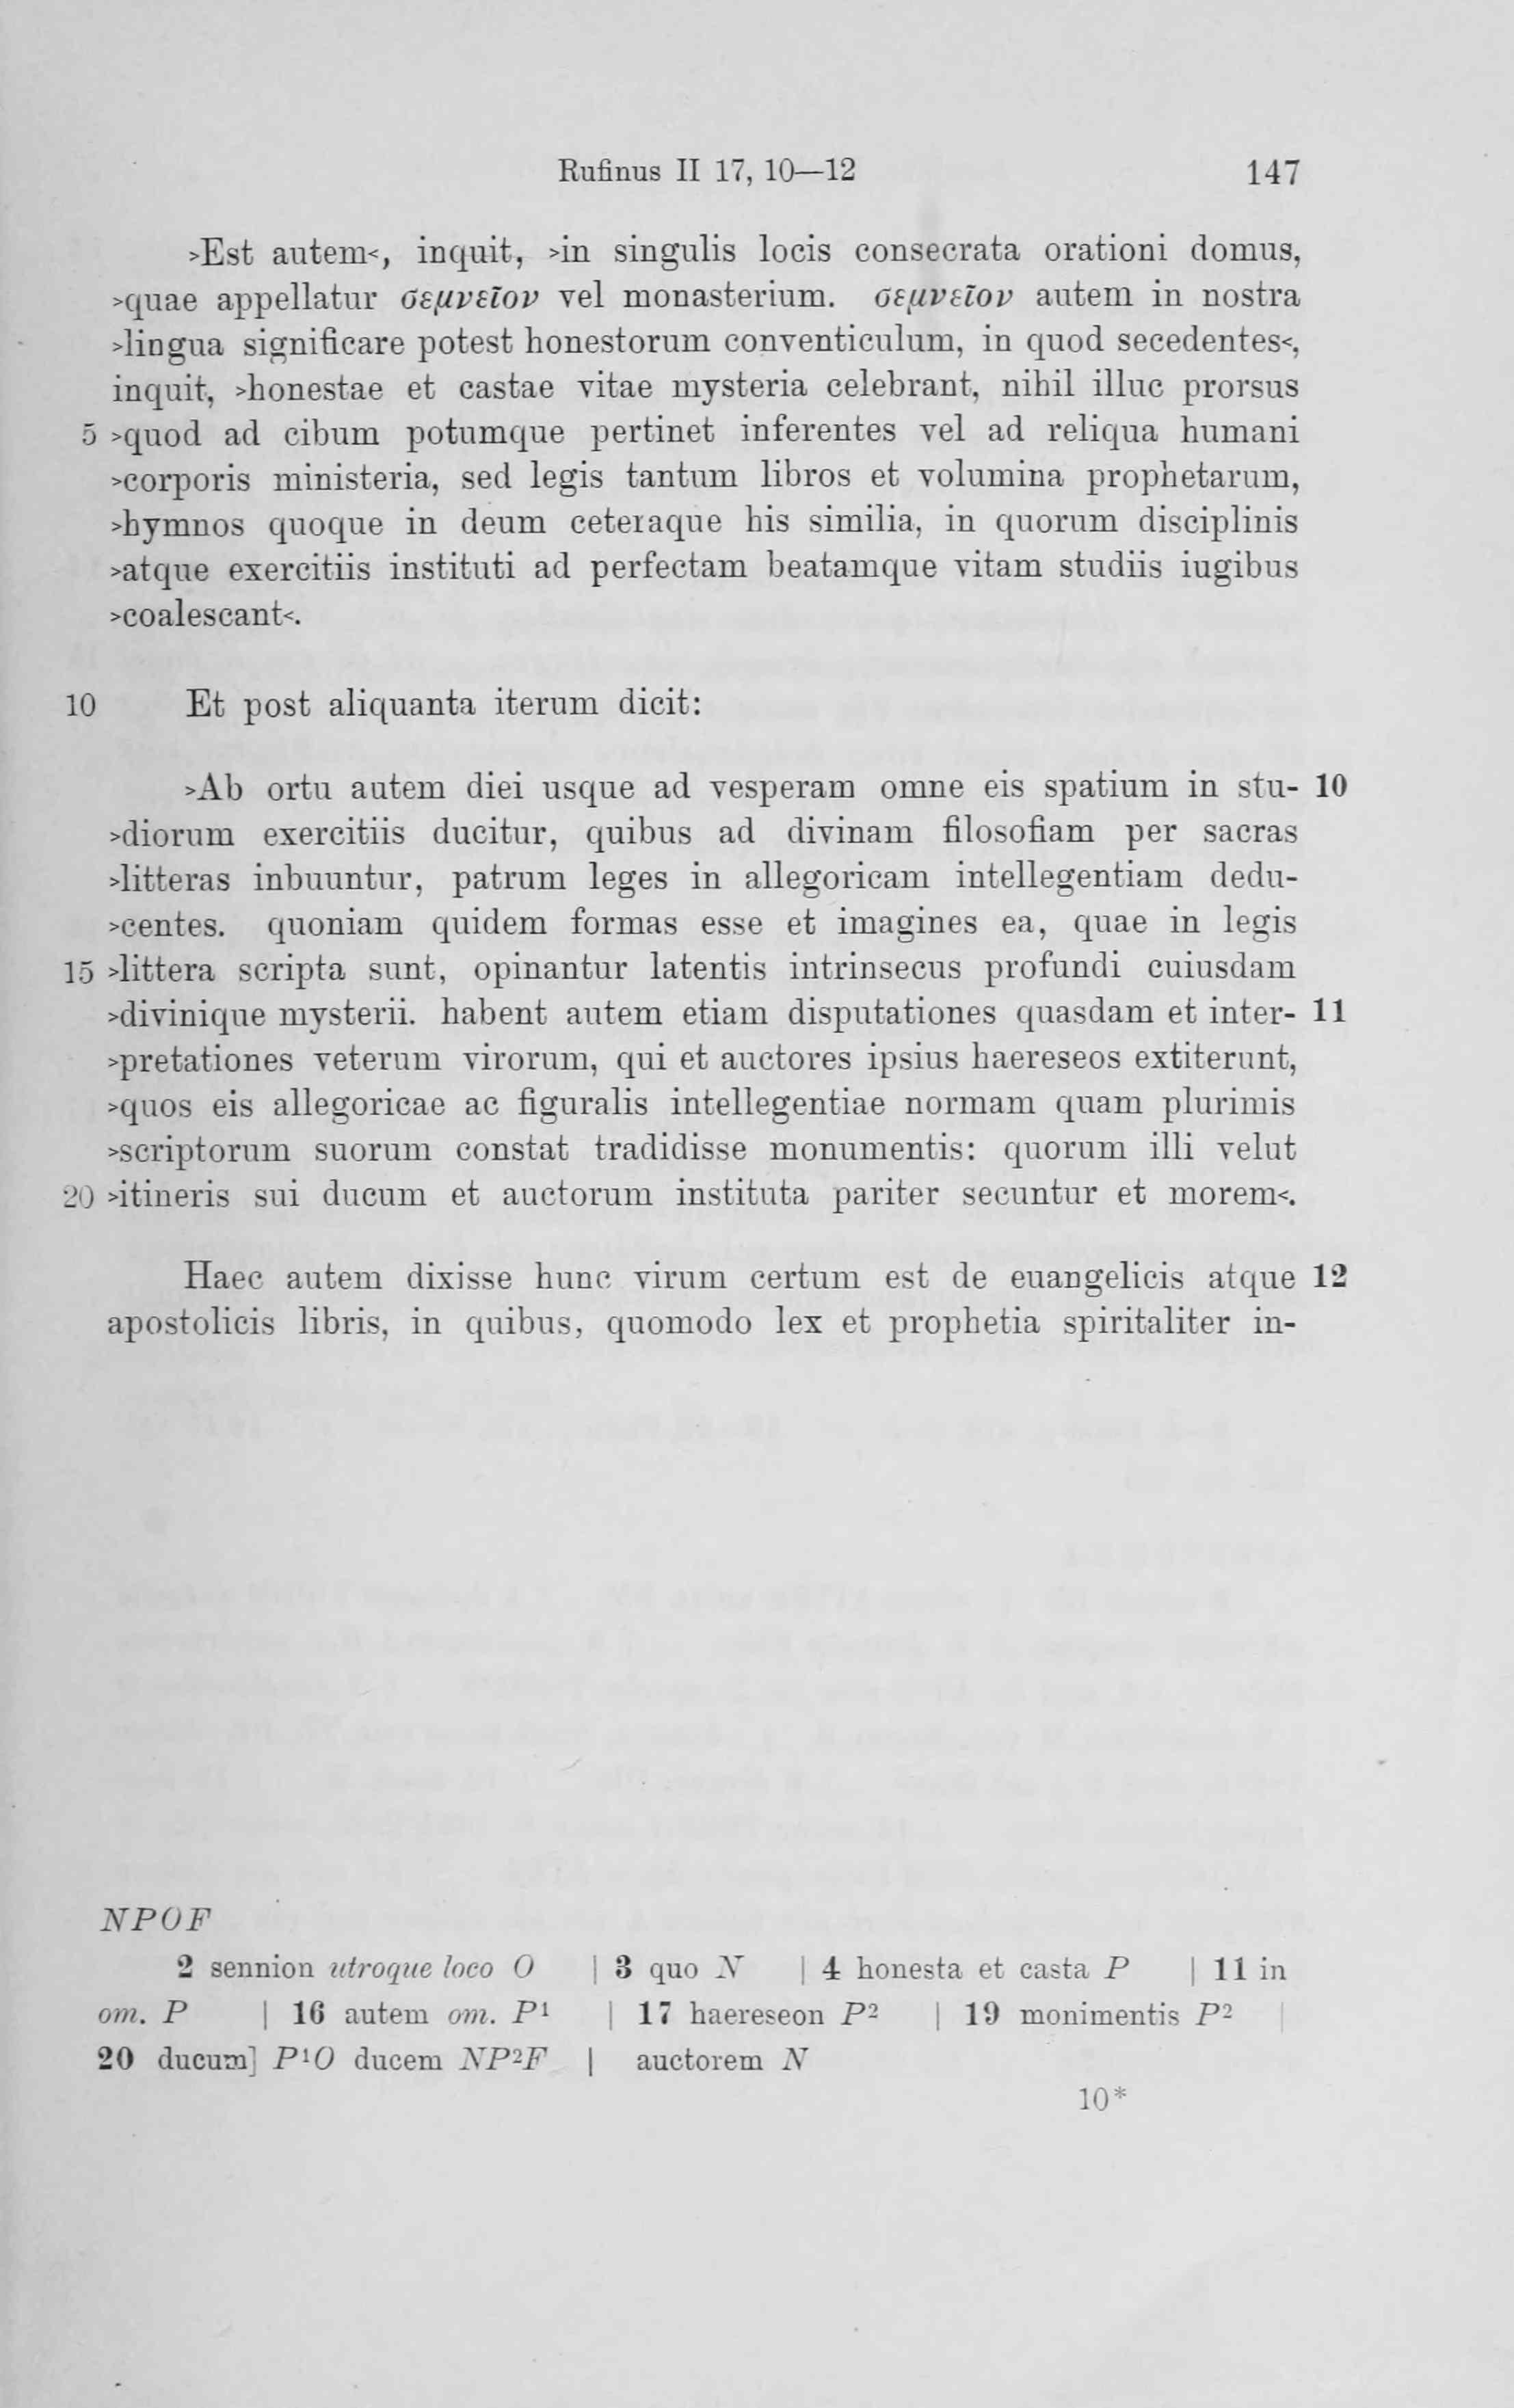 Rufinus II 17, 10—12 147
>Est autem<, inquit, >in singulis locis consecrata orationi domus,
>quae appellatur σεμνεῖον vel monasterium. σεμνεῖον autem in nostra
>lingua significare potest honestorum conventiculum, in quod secedentes<,
inquit, >honestae et castae vitae mysteria celebrant, nihil illuc prorsus
5 >quod ad cibum potumque pertinet inferentes vel ad reliqua humani
>corporis ministeria, sed legis tantum libros et volumina prophetarum,
>hymnos quoque in deum ceteraque his similia, in quorum disciplinis
>atque exercitiis instituti ad perfectam beatamque vitam studiis iugibus
>coalescant<.
10 Et post aliquanta iterum dicit:
>Ab ortu autem diei usque ad vesperam omne eis spatium in stu- 10
>diorum exercitiis ducitur, quibus ad divinam filosofiam per sacras
>litteras inbuuntur, patrum leges in allegoricam intellegentiam dedu-
>centes. quoniam quidem formas esse et imagines ea, quae in legis
15 >littera scripta sunt, opinantur latentis intrinsecus profundi cuiusdam
>divinique mysterii. habent autem etiam disputationes quasdam et inter- 11
>pretationes veterum virorum, qui et auctores ipsius haereseos extiterunt,
>quos eis allegoricae ac figuralis intellegentiae normam quam plurimis
>scriptorum suorum constat tradidisse monumentis: quorum illi velut
20 >itineris sui ducum et auctorum instituta pariter secuntur et morem<.
Haec autem dixisse hunc virum certum est de euangelicis atque 12
apostolicis libris, in quibus, quomodo lex et prophetia spiritaliter in-
NPOF
2 sennion utroque loco O | 3 quo N | 4 honesta et casta P | 11 in
om. P | 16 autem om. P¹ | 17 haereseon P² | 19 monimentis P² |
20 ducum] P¹O ducem NP²F | auctorem N
10*